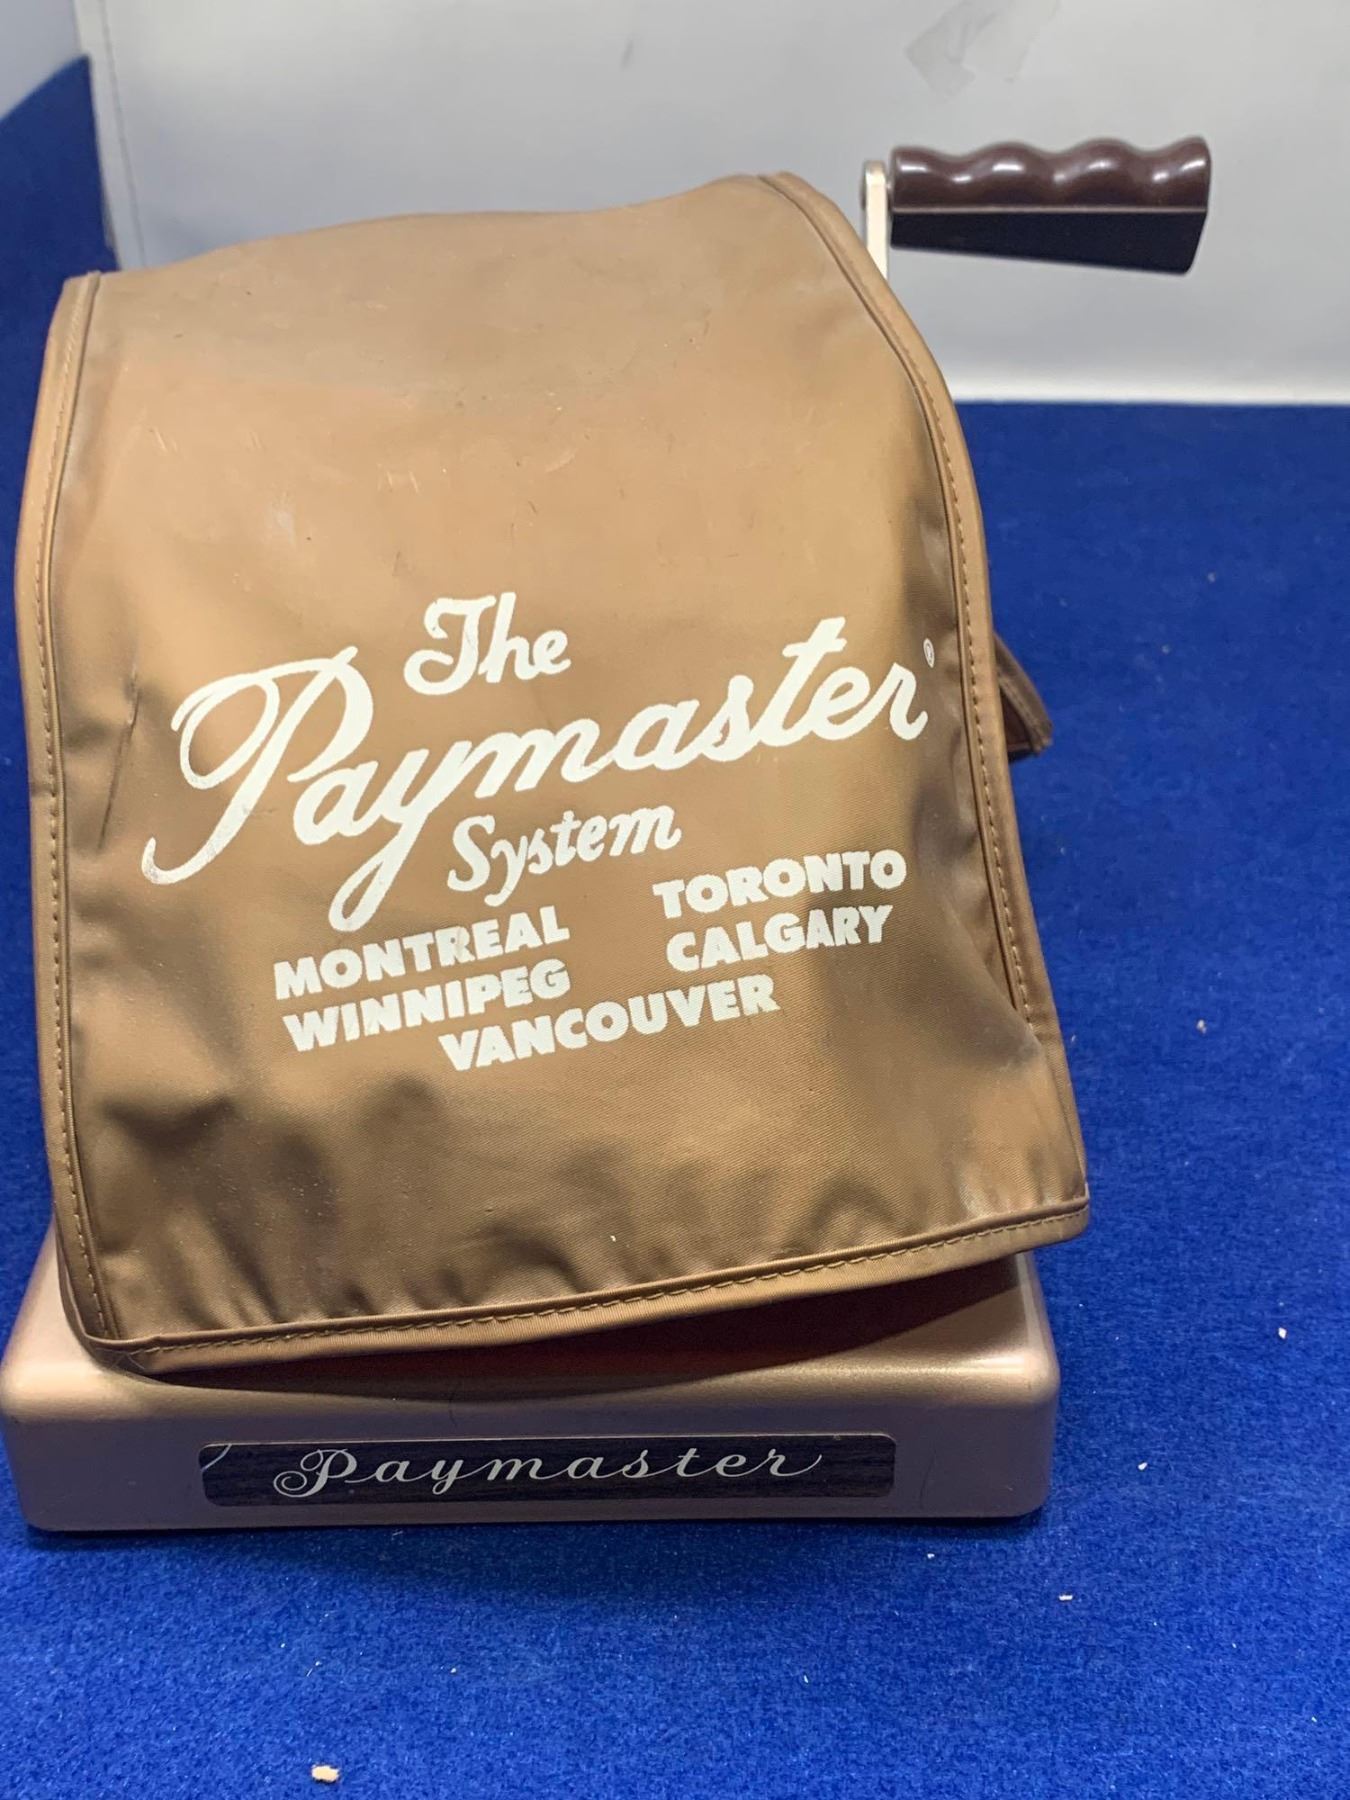 The
Paymaster®
System
MONTREAL TORONTO
WINNIPEG CALGARY
VANCOUVER
Paymaster